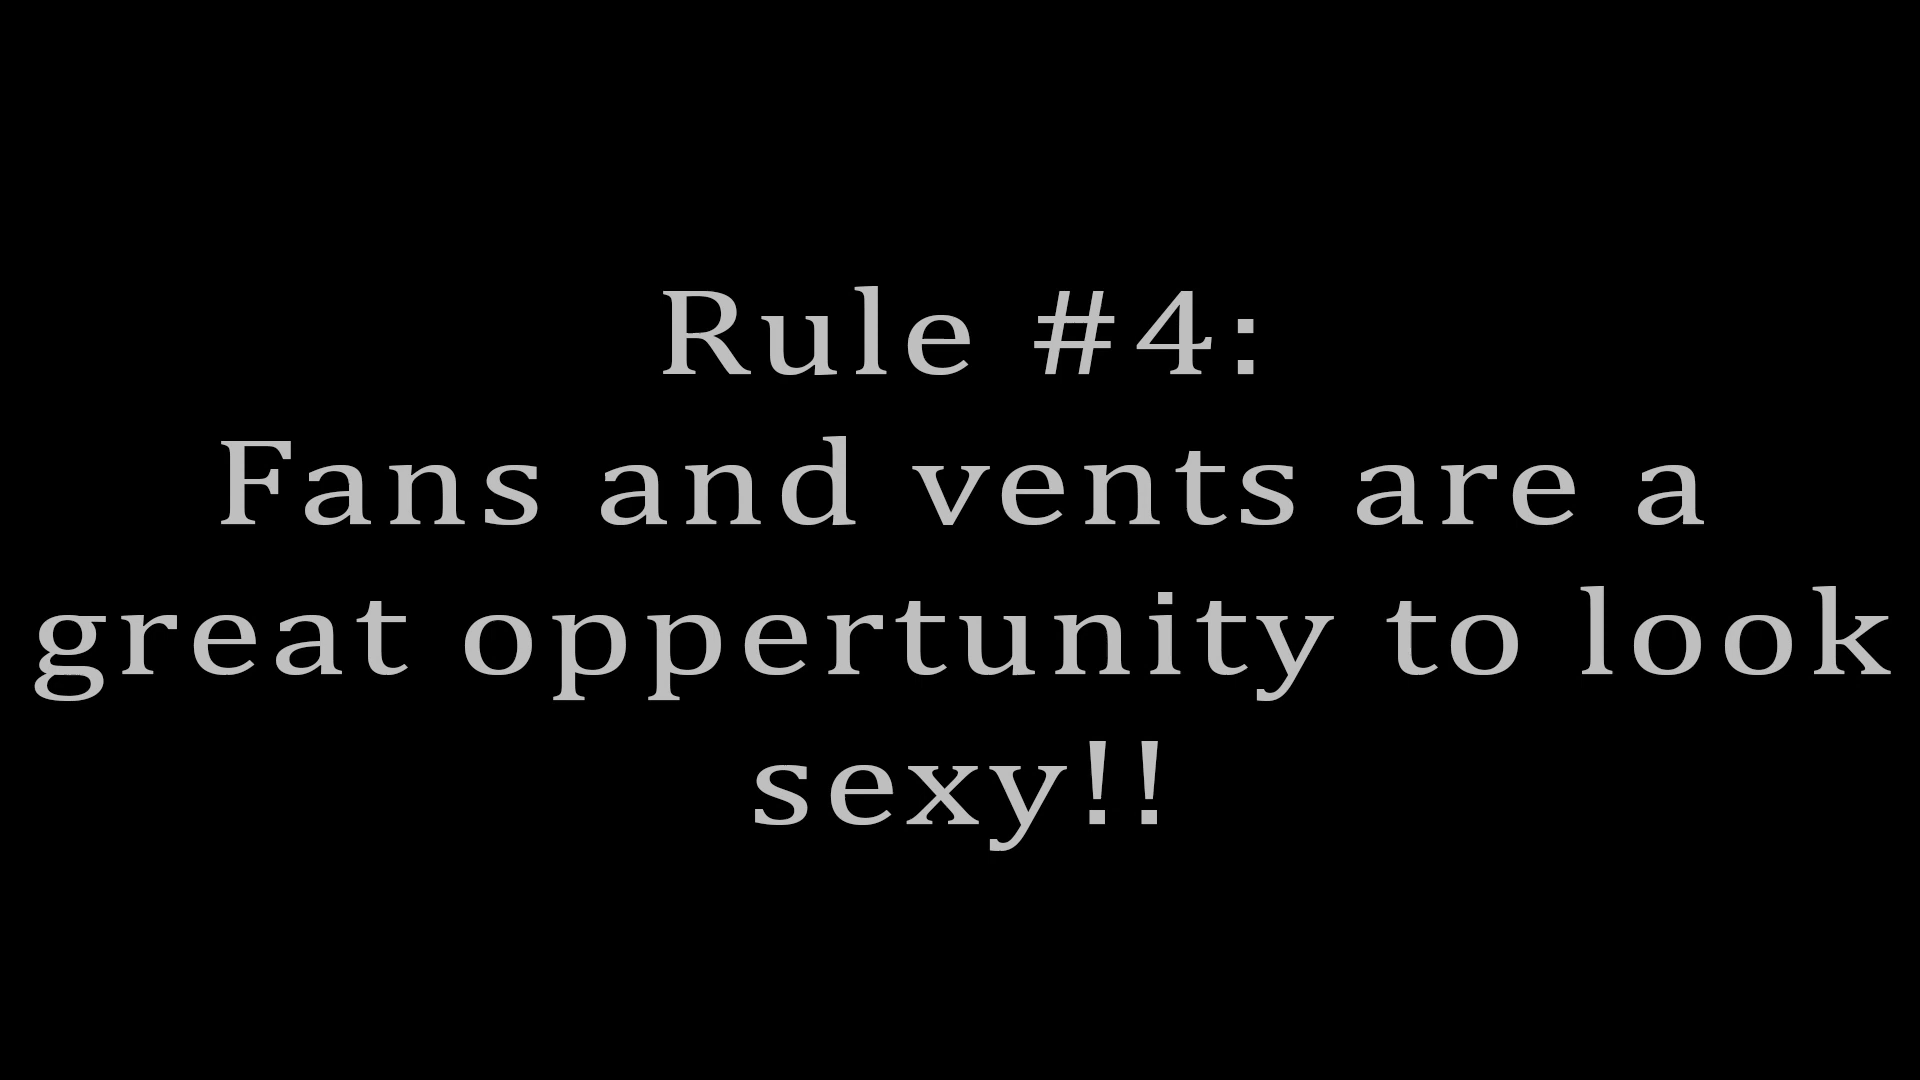 Rule #4:
Fans and vents are a
great oppertunity to look
sexy!!